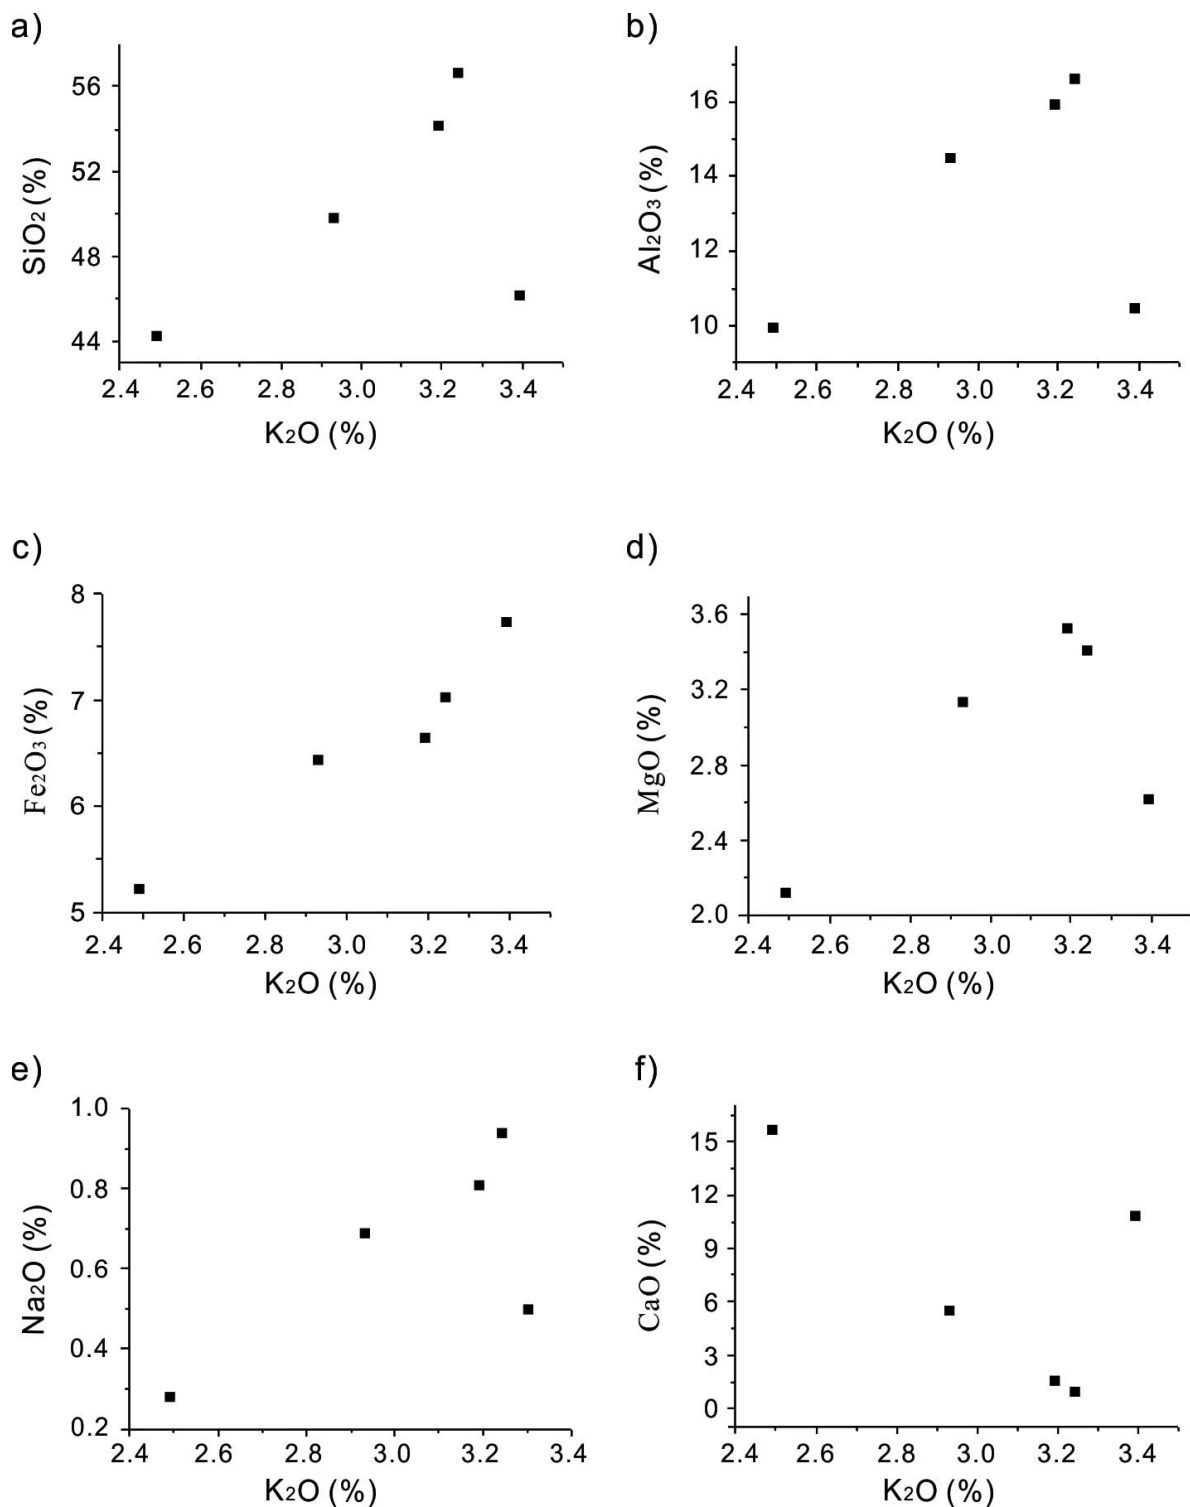 a)
56
52
48
44
SiO2 (%)
2.4 2.6 2.8 3.0 3.2 3.4
K2O (%)
b)
16
14
12
10
Al2O3 (%)
2.4 2.6 2.8 3.0 3.2 3.4
K2O (%)
c)
8
7
6
5
Fe2O3 (%)
2.4 2.6 2.8 3.0 3.2 3.4
K2O (%)
d)
3.6
3.2
2.8
2.4
2.0
MgO (%)
2.4 2.6 2.8 3.0 3.2 3.4
K2O (%)
e)
1.0
0.8
0.6
0.4
0.2
Na2O (%)
2.4 2.6 2.8 3.0 3.2 3.4
K2O (%)
f)
15
12
9
6
3
0
CaO (%)
2.4 2.6 2.8 3.0 3.2 3.4
K2O (%)